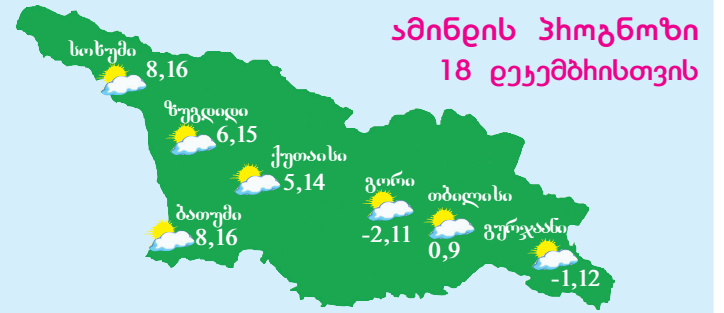 ამინდის პროგნოზი
18 დეკემბრისთვის
სოხუმი
8,16
ზუგდიდი
6,15
ქუთაისი
5,14
ბათუმი
8,16
გორი
-2,11
თბილისი
0,9
გურჯაანი
-1,12